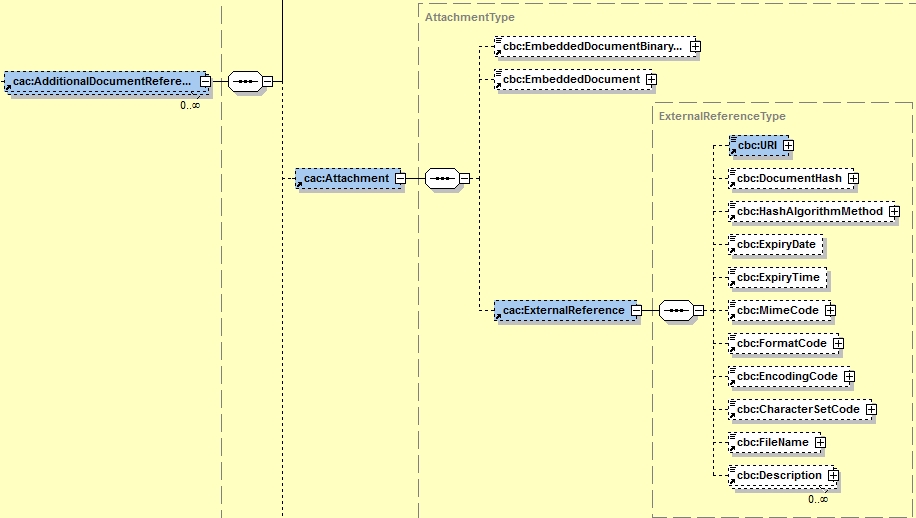 AttachmentType
cbc:EmbeddedDocumentBinary...
cac:AdditionalDocumentRefere...
0..∞
cbc:EmbeddedDocument
ExternalReferenceType
cbc:URI
cac:Attachment
cbc:DocumentHash
cbc:HashAlgorithmMethod
cbc:ExpiryDate
cbc:ExpiryTime
cac:ExternalReference
cbc:MimeCode
cbc:FormatCode
cbc:EncodingCode
cbc:CharacterSetCode
cbc:FileName
cbc:Description
0..∞